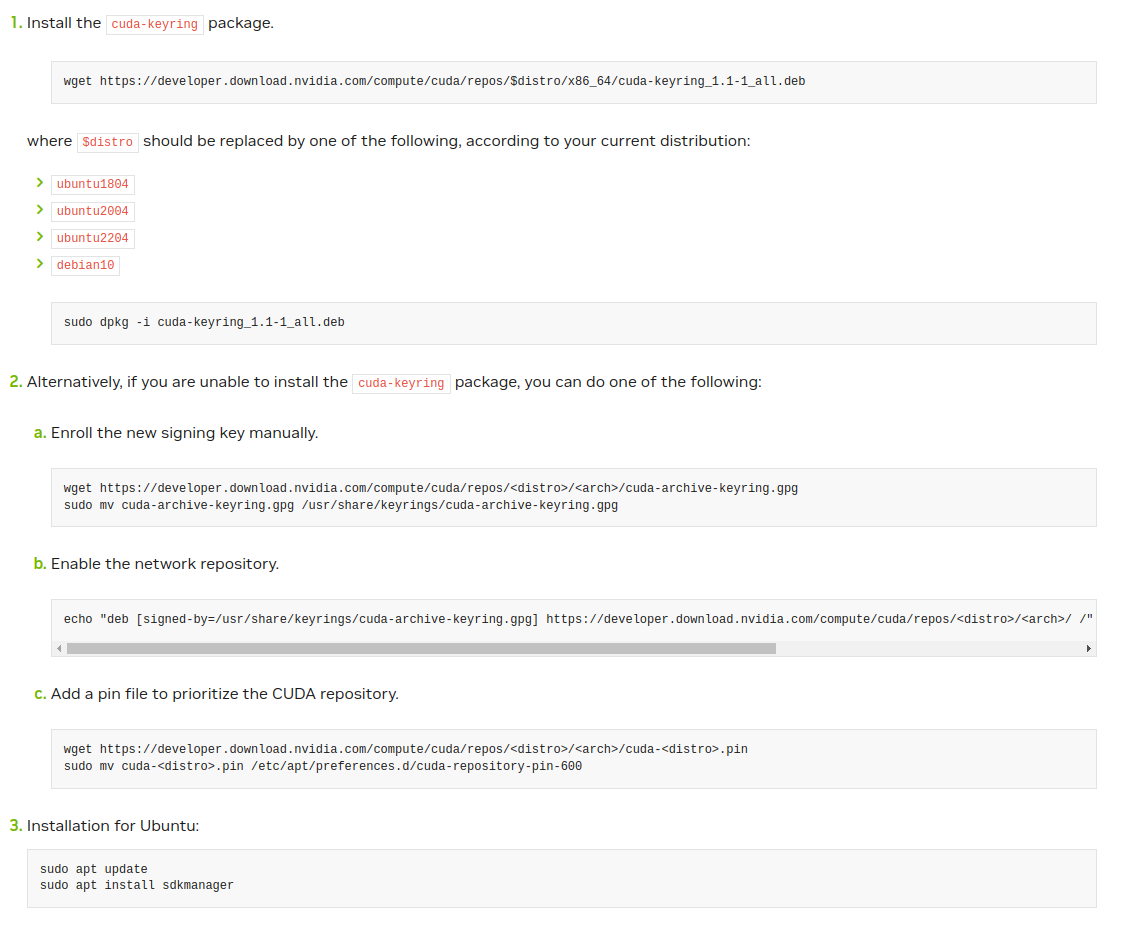 1. Install the cuda-keyring package.
wget https://developer.download.nvidia.com/compute/cuda/repos/$distro/x86_64/cuda-keyring_1.1-1_all.deb
where $distro should be replaced by one of the following, according to your current distribution:
ubuntu1804
ubuntu2004
ubuntu2204
debian10
sudo dpkg -i cuda-keyring_1.1-1_all.deb
2. Alternatively, if you are unable to install the cuda-keyring package, you can do one of the following:
a. Enroll the new signing key manually.
wget https://developer.download.nvidia.com/compute/cuda/repos/<distro>/<arch>/cuda-archive-keyring.gpg
sudo mv cuda-archive-keyring.gpg /usr/share/keyrings/cuda-archive-keyring.gpg
b. Enable the network repository.
echo "deb [signed-by=/usr/share/keyrings/cuda-archive-keyring.gpg] https://developer.download.nvidia.com/compute/cuda/repos/<distro>/<arch>/ /"
c. Add a pin file to prioritize the CUDA repository.
wget https://developer.download.nvidia.com/compute/cuda/repos/<distro>/<arch>/cuda-<distro>.pin
sudo mv cuda-<distro>.pin /etc/apt/preferences.d/cuda-repository-pin-600
3. Installation for Ubuntu:
sudo apt update
sudo apt install sdkmanager